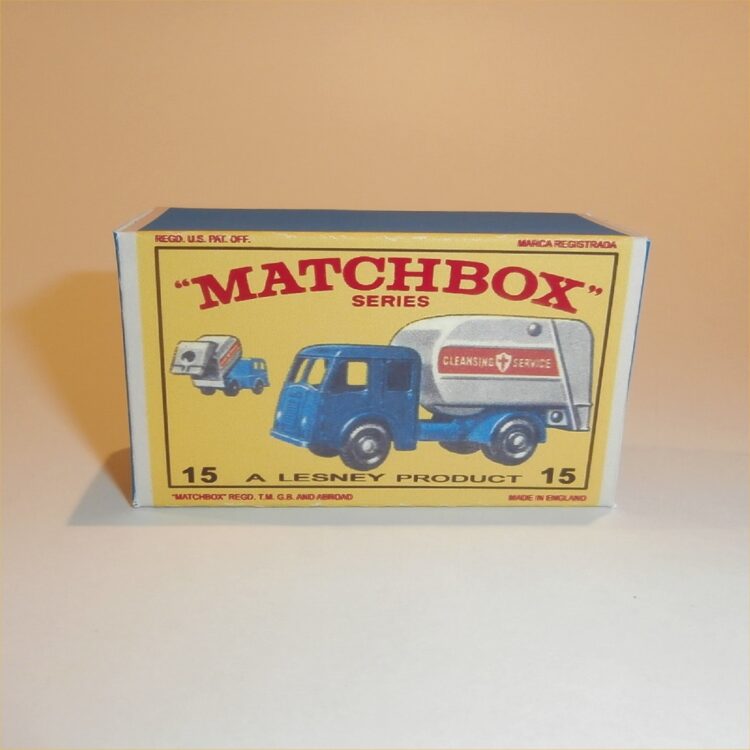 REGD. U.S. PAT. OFF. MARCA REGISTRADA
"MATCHBOX"
SERIES
CLEANSING SERVICE
15 A LESNEY PRODUCT 15
"MATCHBOX" REGD. T.M. G.B. AND ABROAD MADE IN ENGLAND